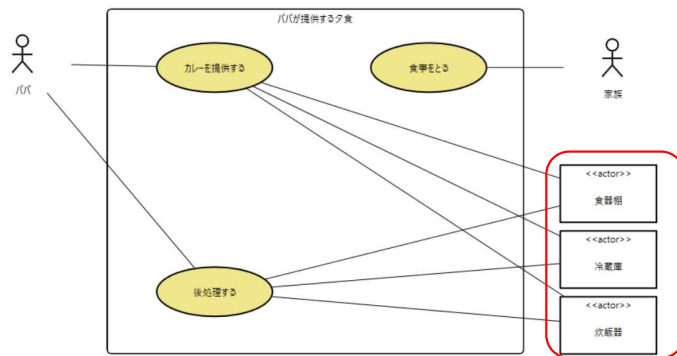 パパが提供する夕食
カレーを提供する
食事をとる
パパ
家族
<<actor>>
食器棚
<<actor>>
冷蔵庫
後処理する
<<actor>>
炊飯器